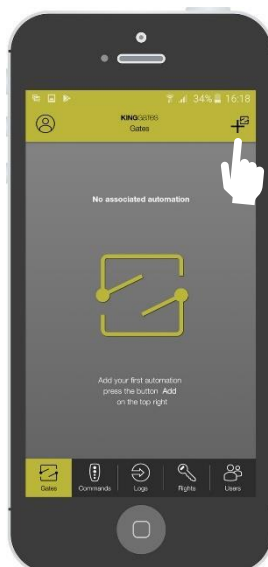 34% 16:18
KINGGATES
Gates
No associated automation
Add your first automation
press the button Add
on the top right
Gates
Commands
Logs
Rights
Users